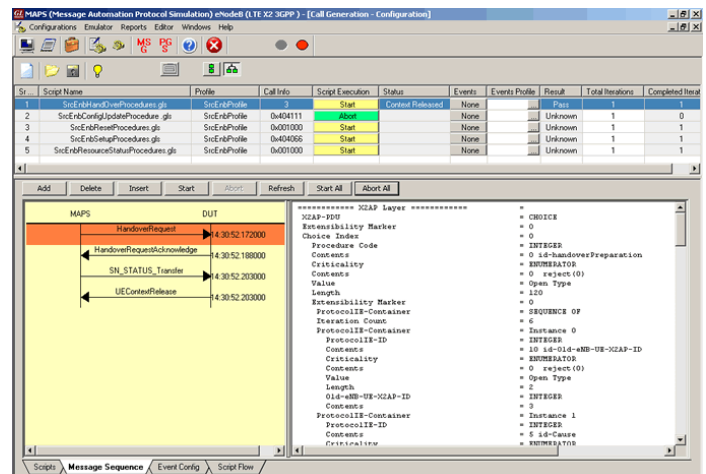 MAPS (Message Automation Protocol Simulation) eNodeB (LTE X2 3GPP ) - [Call Generation - Configuration]
Configurations Emulator Reports Editor Windows Help
MS G PG S
Sr ... Script Name Profile Call Info Script Execution Status Events Events Profile Result Total Iterations Completed Iterat
1 SrcEnbHandOverProcedures.gls SrcEnbProfile 3 Start Context Released None ... Pass 1 1
2 SrcEnbConfigUpdateProcedure .gls SrcEnbProfile 0x404111 Abort None ... Unknown 1 0
3 SrcEnbResetProcedures.gls SrcEnbProfile 0x001000 Start None ... Unknown 1 1
4 SrcEnbSetupProcedures.gls SrcEnbProfile 0x404066 Start None ... Unknown 1 1
5 SrcEnbResourceStatusProcedures.gls SrcEnbProfile 0x001000 Start None ... Unknown 1 1
Add Delete Insert Start Abort Refresh Start All Abort All
MAPS DUT
HandoverRequest 14:30:52.172000
HandoverRequestAcknowledge 14:30:52.188000
SN_STATUS_Transfer 14:30:52.203000
UEContextRelease 14:30:52.203000
============ X2AP Layer ============ =
X2AP-PDU = CHOICE
Extensibility Marker = 0
Choice Index = 0
Procedure Code = INTEGER
Contents = 0 id-handoverPreparation
Criticality = ENUMERATOR
Contents = 0 reject(0)
Value = Open Type
Length = 120
Extensibility Marker = 0
ProtocolIE-Container = SEQUENCE OF
Iteration Count = 6
ProtocolIE-Container = Instance 0
ProtocolIE-ID = INTEGER
Contents = 10 id-Old-eNB-UE-X2AP-ID
Criticality = ENUMERATOR
Contents = 0 reject(0)
Value = Open Type
Length = 2
Old-eNB-UE-X2AP-ID = INTEGER
Contents = 3
ProtocolIE-Container = Instance 1
ProtocolIE-ID = INTEGER
Contents = 5 id-Cause
Criticality = ENUMERATOR
Scripts Message Sequence Event Config Script Flow